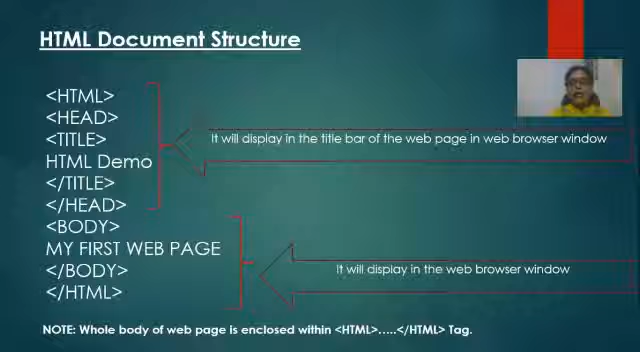 HTML Document Structure
<HTML>
<HEAD>
<TITLE>
It will display in the title bar of the web page in web browser window
HTML Demo
</TITLE>
</HEAD>
<BODY>
MY FIRST WEB PAGE
</BODY>
It will display in the web browser window
</HTML>
NOTE: Whole body of web page is enclosed within <HTML>.....</HTML> Tag.